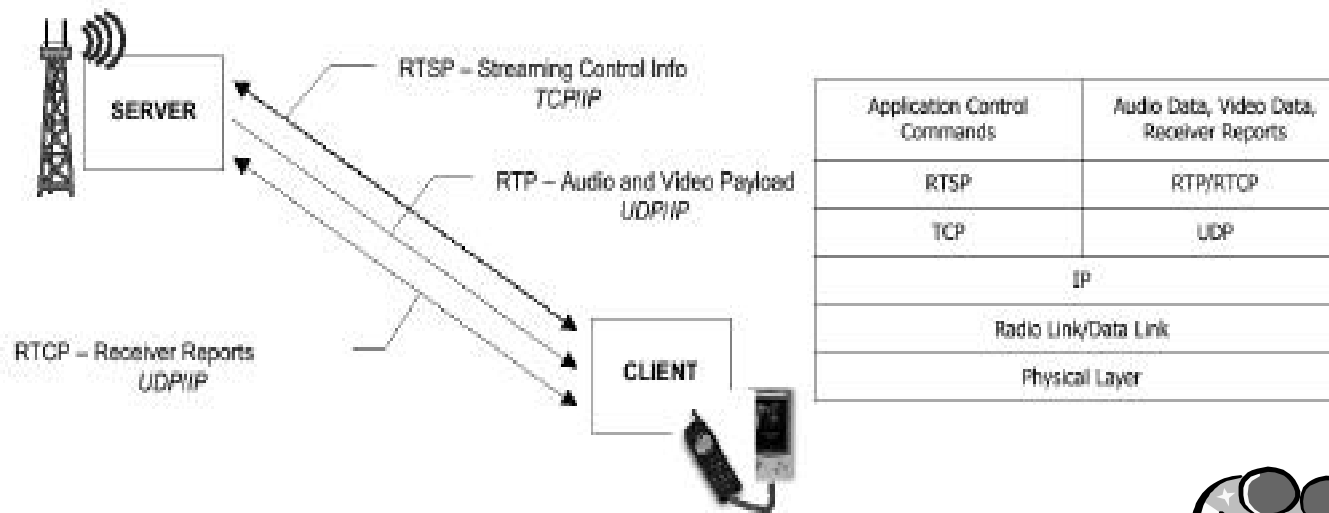 RTSP – Streaming Control Info
TCP/IP
SERVER
RTP – Audio and Video Payload
UDP/IP
RTCP – Receiver Reports
UDP/IP
CLIENT
Application Control
Commands
Audio Data, Video Data,
Receiver Reports
RTSP
RTP/RTCP
TCP
UDP
IP
Radio Link/Data Link
Physical Layer